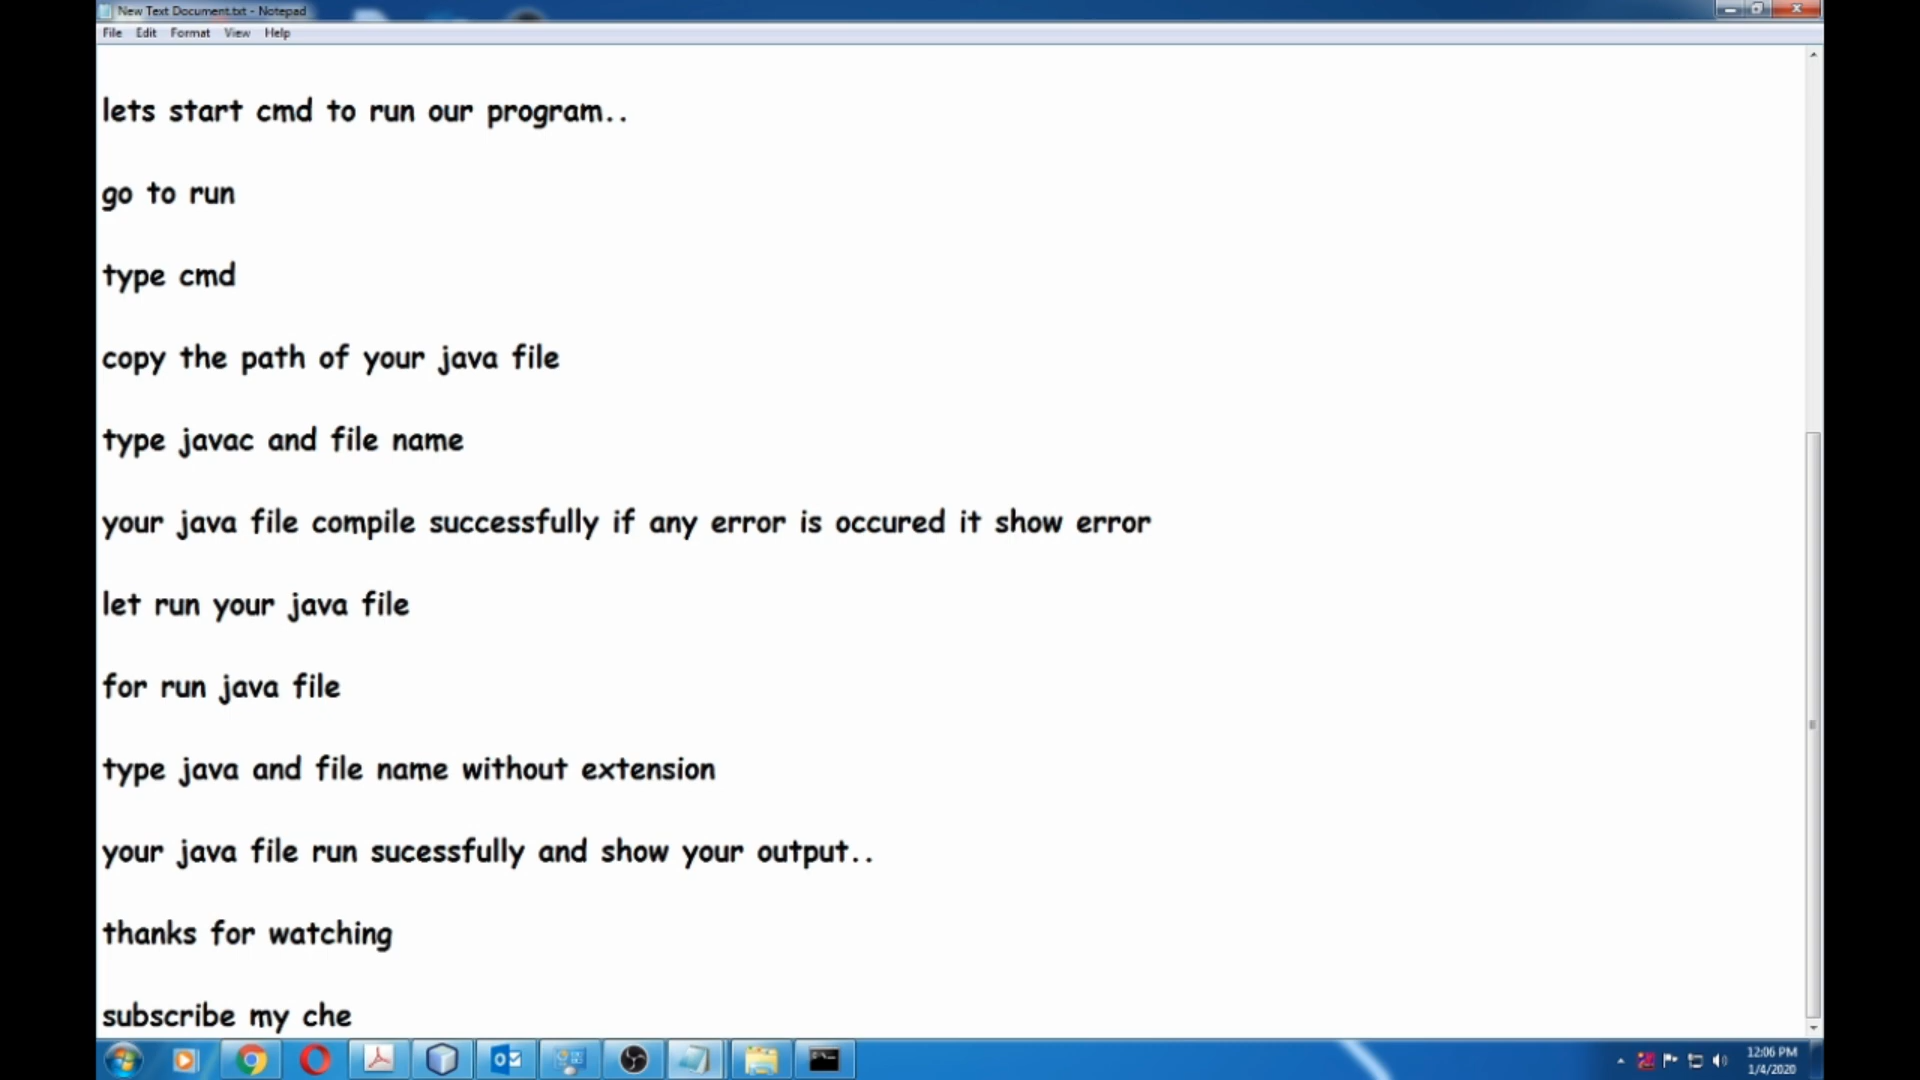 New Text Document.txt - Notepad
File Edit Format View Help
lets start cmd to run our program..
go to run
type cmd
copy the path of your java file
type javac and file name
your java file compile successfully if any error is occured it show error
let run your java file
for run java file
type java and file name without extension
your java file run sucessfully and show your output..
thanks for watching
subscribe my che
12:06 PM
1/4/2020